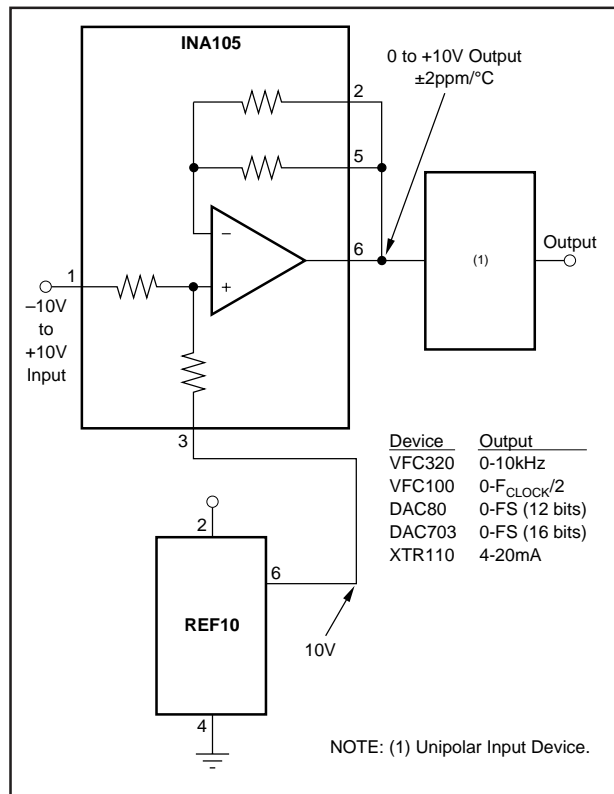 INA105
0 to +10V Output
±2ppm/°C
2
5
6
1
–10V
to
+10V
Input
−
+
(1)
Output
3
Device Output
VFC320 0-10kHz
VFC100 0-FCLOCK/2
DAC80 0-FS (12 bits)
DAC703 0-FS (16 bits)
XTR110 4-20mA
2
6
REF10
10V
4
NOTE: (1) Unipolar Input Device.